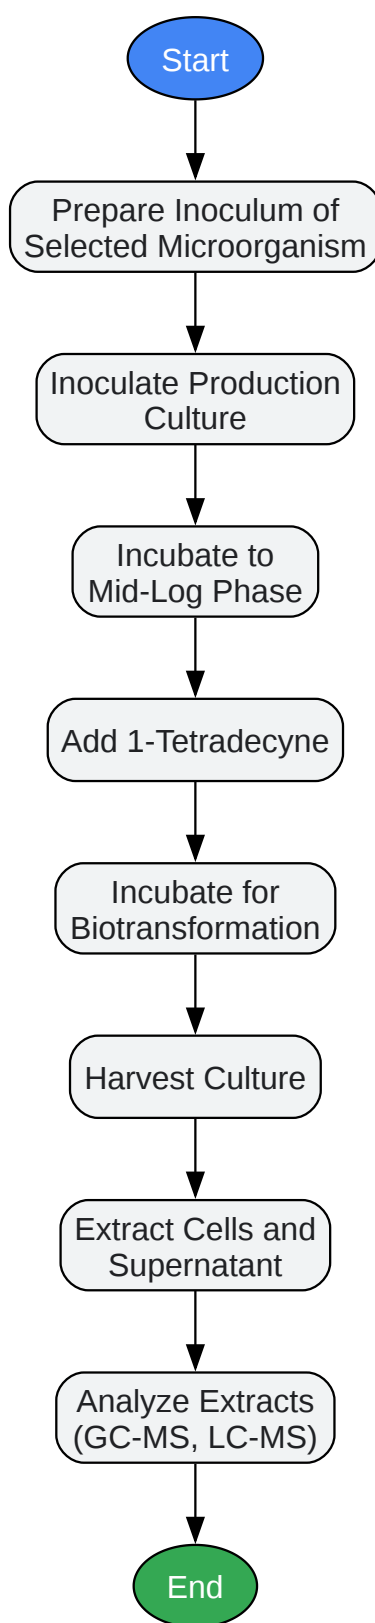 Start
Prepare Inoculum of
Selected Microorganism
Inoculate Production
Culture
Incubate to
Mid-Log Phase
Add 1-Tetradecyne
Incubate for
Biotransformation
Harvest Culture
Extract Cells and
Supernatant
Analyze Extracts
(GC-MS, LC-MS)
End